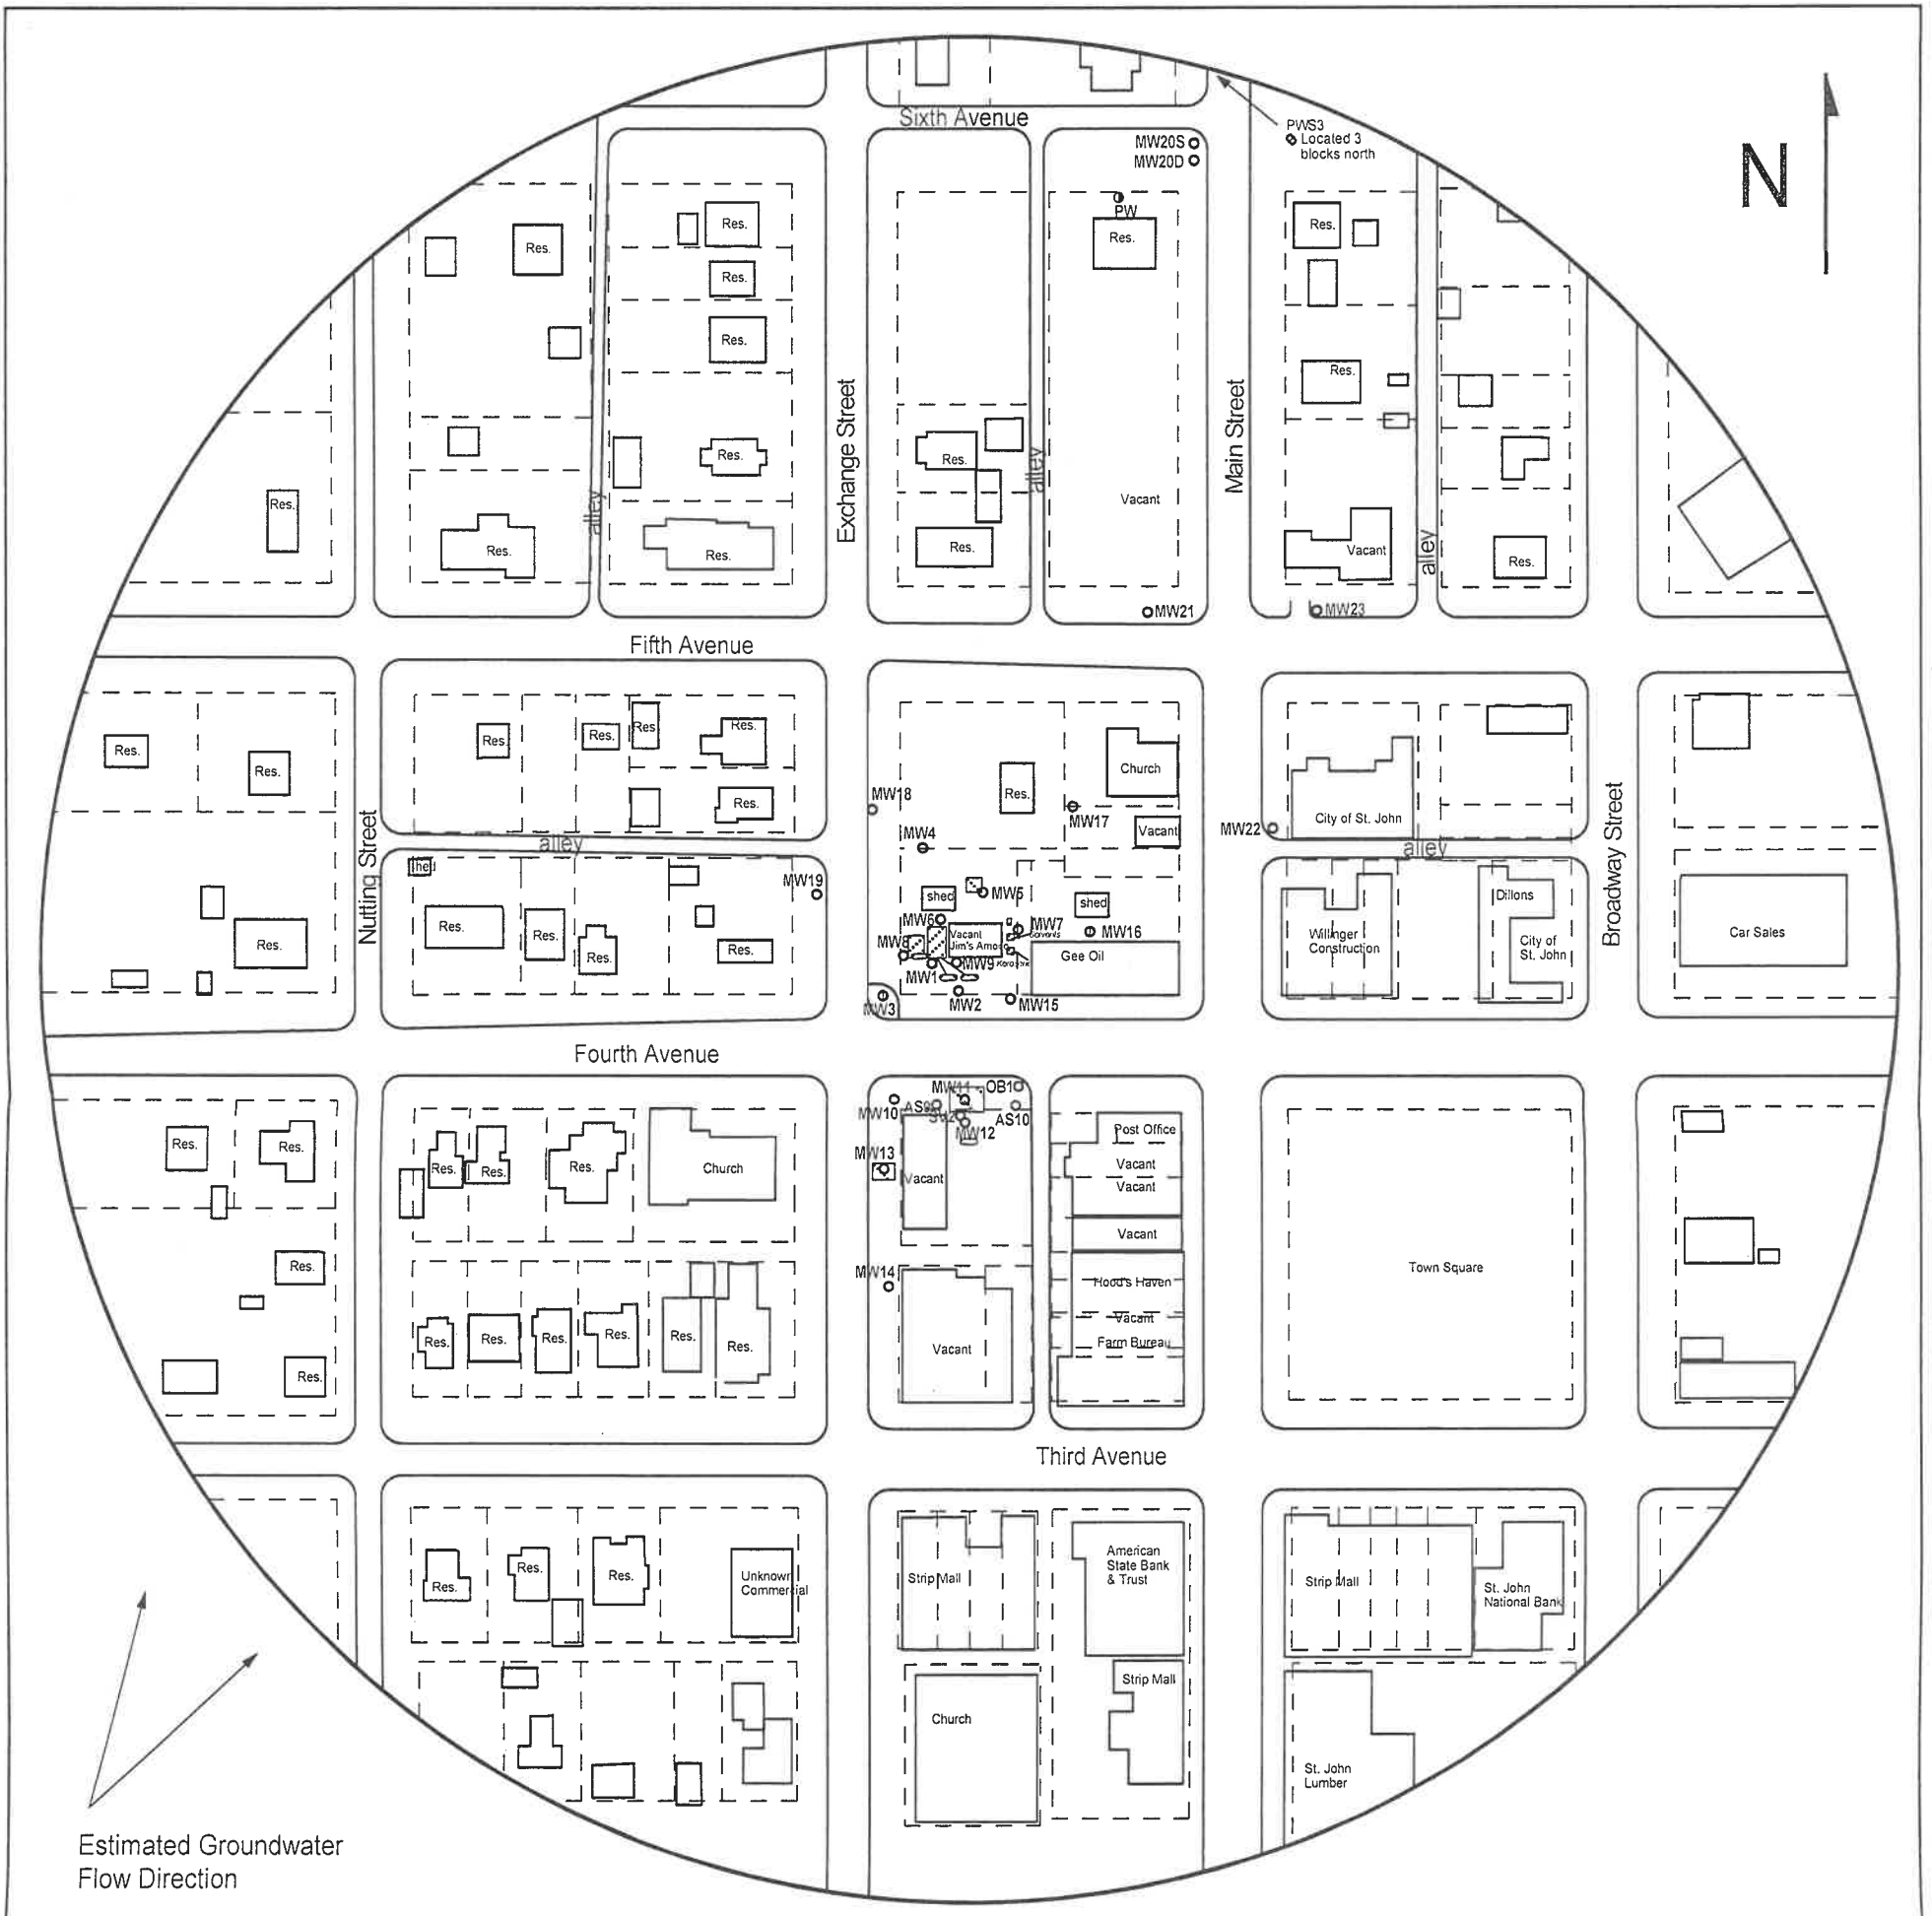 Sixth Avenue
PWS3
Located 3
blocks north
N
MW20S
MW20D
PW
Res.
Res.
Res.
Res.
Res.
Res.
Res.
Res.
Res.
Exchange Street
Main Street
alley
alley
alley
Res.
Res.
Res.
Vacant
Res.
Res.
Res.
Res.
Vacant
Res.
MW21
MW23
Fifth Avenue
Res.
Res.
Res.
Res.
Res
Res.
Res.
Res.
Church
City of St. John
MW18
MW17
Vacant
MW22
MW4
Nutting Street
Broadway Street
alley
alley
MW19
shed
MW5
shed
Dillons
MW6
MW7
MW16
Res.
Res.
Res.
Res.
Res.
Vacant
Jim's Amoco
MW8
Gee Oil
Willinger
Construction
City of
St. John
Car Sales
MW1
MW9
MW2
MW15
MW3
Fourth Avenue
MW11
OB1
MW10
AS9
AS10
MW12
MW13
Res.
Res.
Res.
Res.
Res.
Church
Vacant
Post Office
Vacant
Vacant
Vacant
Res.
MW14
Hood's Haven
Vacant
Farm Bureau
Town Square
Res.
Res.
Res.
Res.
Res.
Res.
Res.
Vacant
Third Avenue
Res.
Res.
Res.
Unknown
Commercial
Strip Mall
American
State Bank
& Trust
Strip Mall
St. John
National Bank
Strip Mall
Church
St. John
Lumber
Estimated Groundwater
Flow Direction